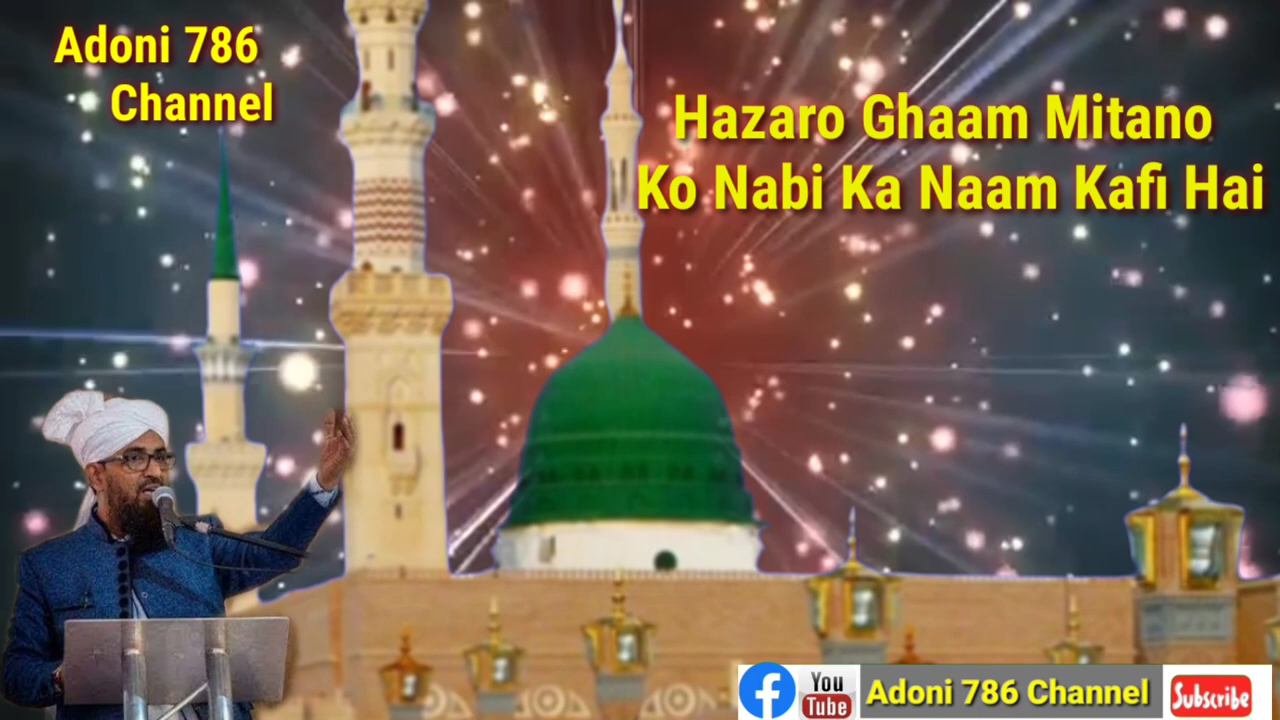 Adoni 786
Channel
Hazaro Ghaam Mitano
Ko Nabi Ka Naam Kafi Hai
f
You
Tube
Adoni 786 Channel
Subscribe